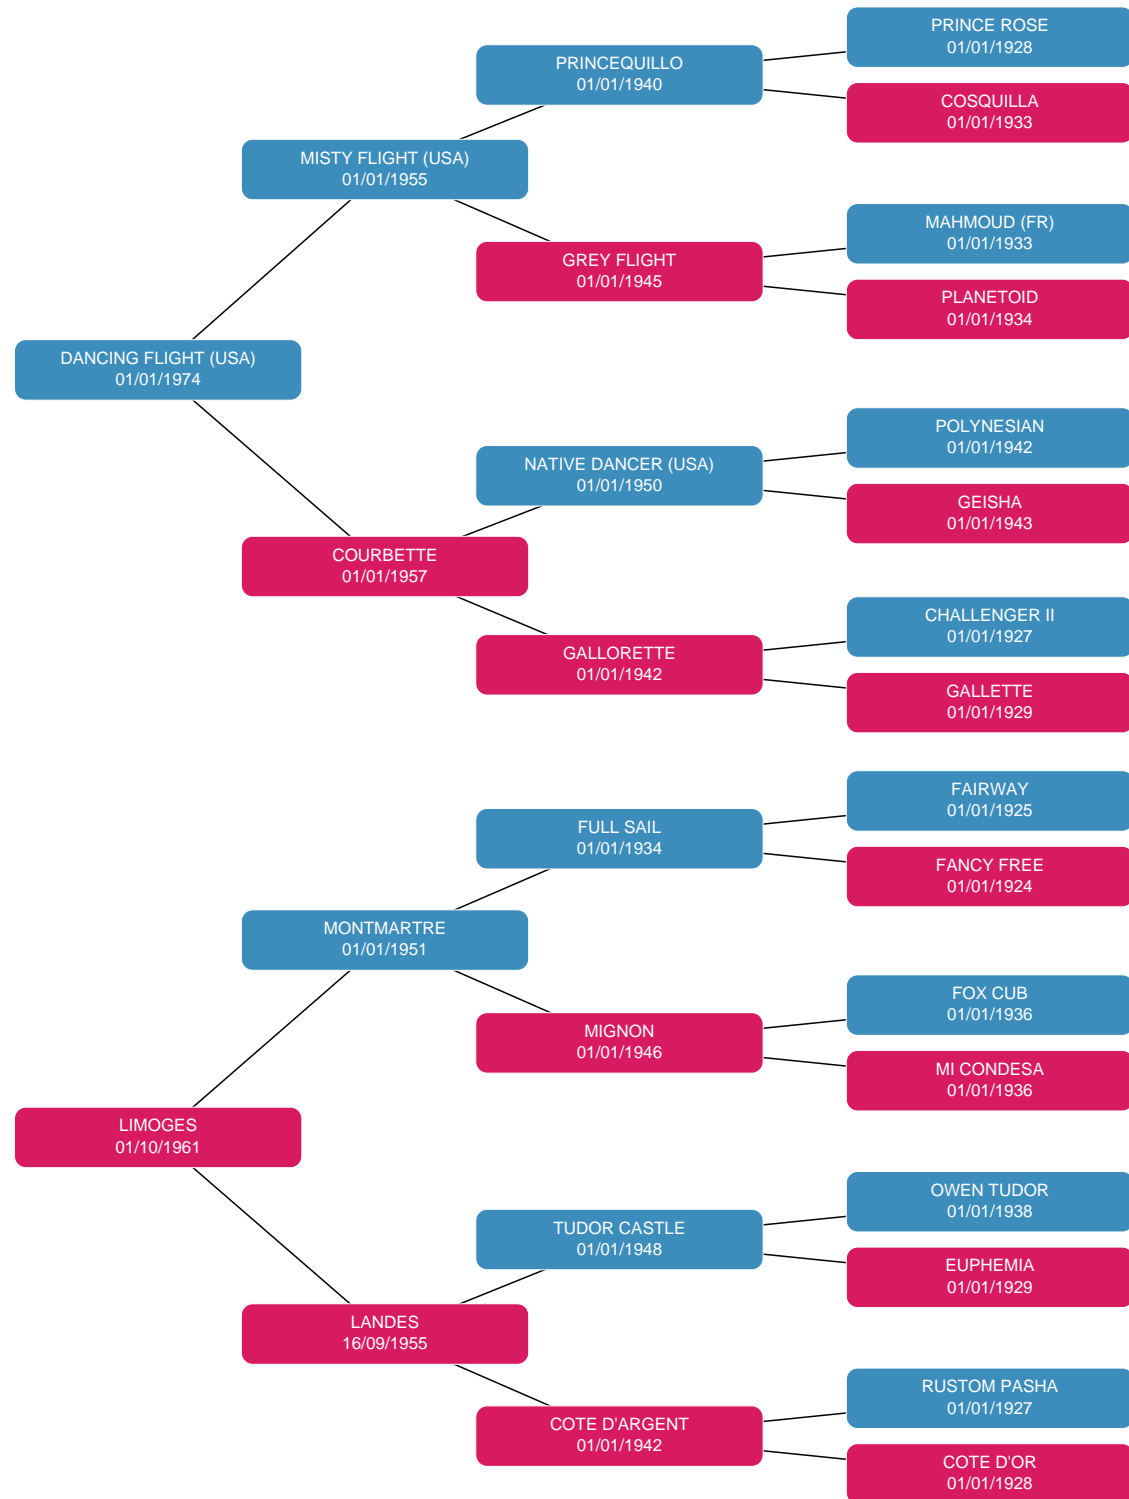 PRINCE ROSE
01/01/1928
PRINCEQUILLO
01/01/1940
COSQUILLA
01/01/1933
MISTY FLIGHT (USA)
01/01/1955
MAHMOUD (FR)
01/01/1933
GREY FLIGHT
01/01/1945
PLANETOID
01/01/1934
DANCING FLIGHT (USA)
01/01/1974
POLYNESIAN
01/01/1942
NATIVE DANCER (USA)
01/01/1950
GEISHA
01/01/1943
COURBETTE
01/01/1957
CHALLENGER II
01/01/1927
GALLORETTE
01/01/1942
GALLETTE
01/01/1929
FAIRWAY
01/01/1925
FULL SAIL
01/01/1934
FANCY FREE
01/01/1924
MONTMARTRE
01/01/1951
FOX CUB
01/01/1936
MIGNON
01/01/1946
MI CONDESA
01/01/1936
LIMOGES
01/10/1961
OWEN TUDOR
01/01/1938
TUDOR CASTLE
01/01/1948
EUPHEMIA
01/01/1929
LANDES
16/09/1955
RUSTOM PASHA
01/01/1927
COTE D'ARGENT
01/01/1942
COTE D'OR
01/01/1928